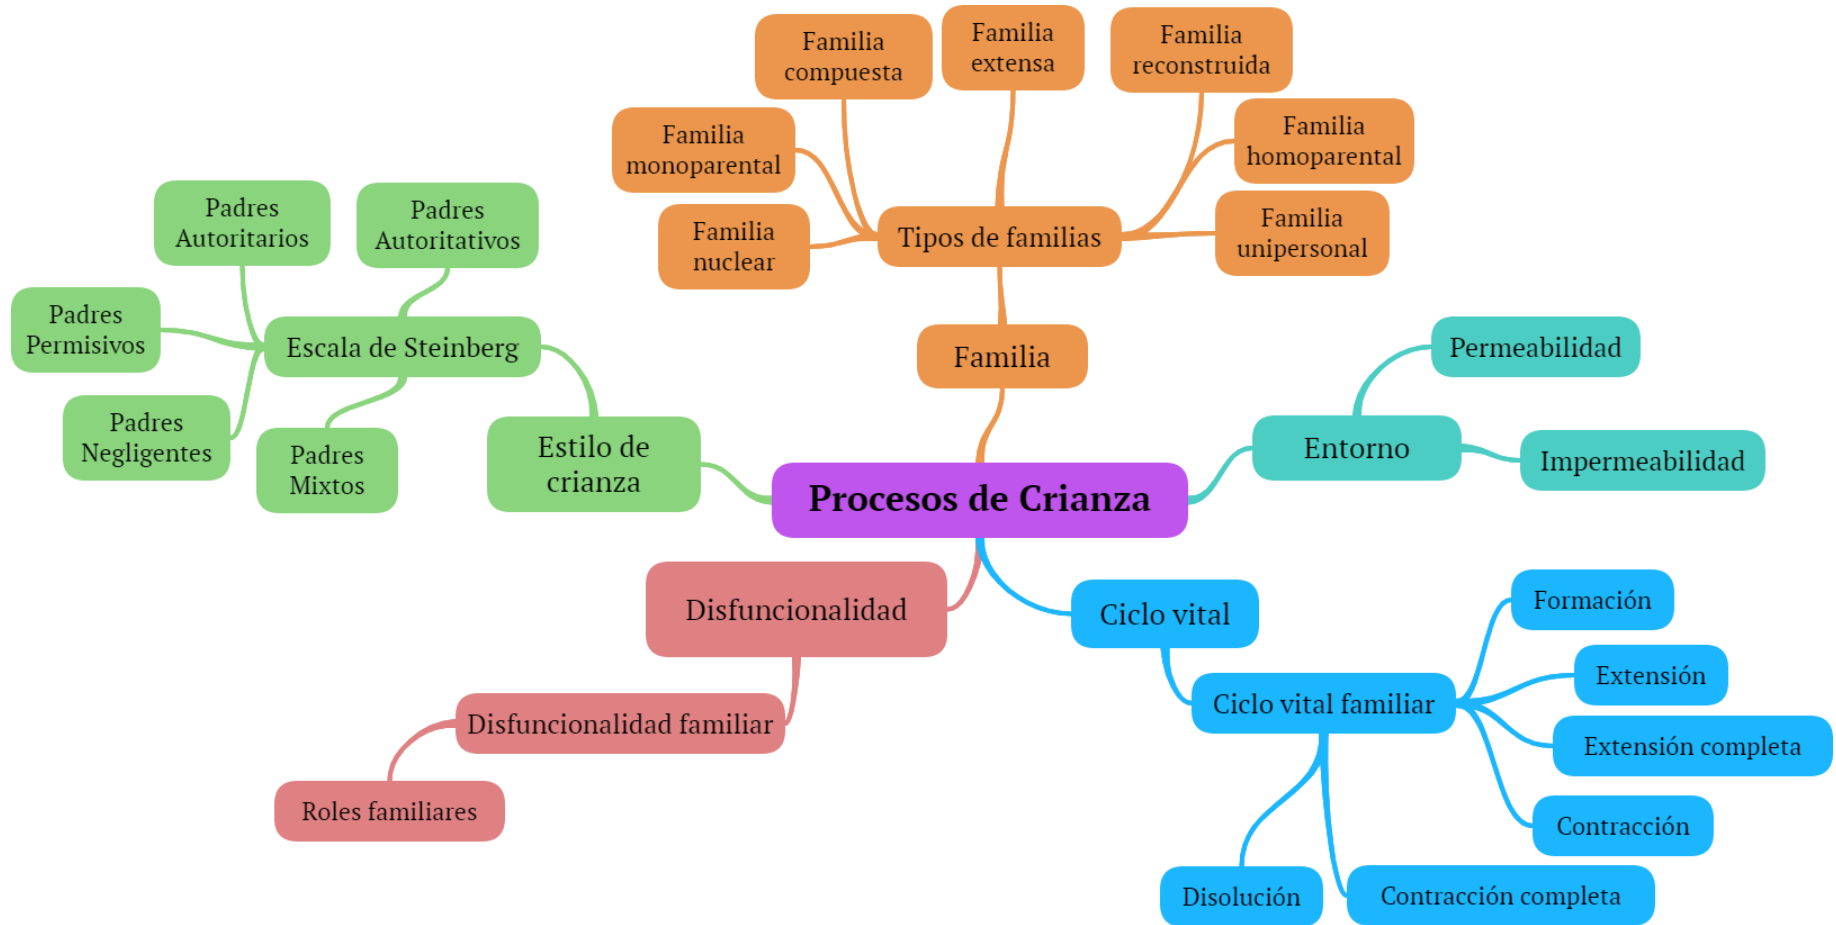 Familia
compuesta
Familia
extensa
Familia
reconstruida
Familia
monoparental
Familia
homoparental
Familia
nuclear
Tipos de familias
Familia
unipersonal
Familia
Padres
Autoritarios
Padres
Autoritativos
Padres
Permisivos
Escala de Steinberg
Padres
Negligentes
Padres
Mixtos
Estilo de
crianza
Permeabilidad
Entorno
Impermeabilidad
Procesos de Crianza
Disfuncionalidad
Disfuncionalidad familiar
Roles familiares
Ciclo vital
Ciclo vital familiar
Formación
Extensión
Extensión completa
Contracción
Contracción completa
Disolución